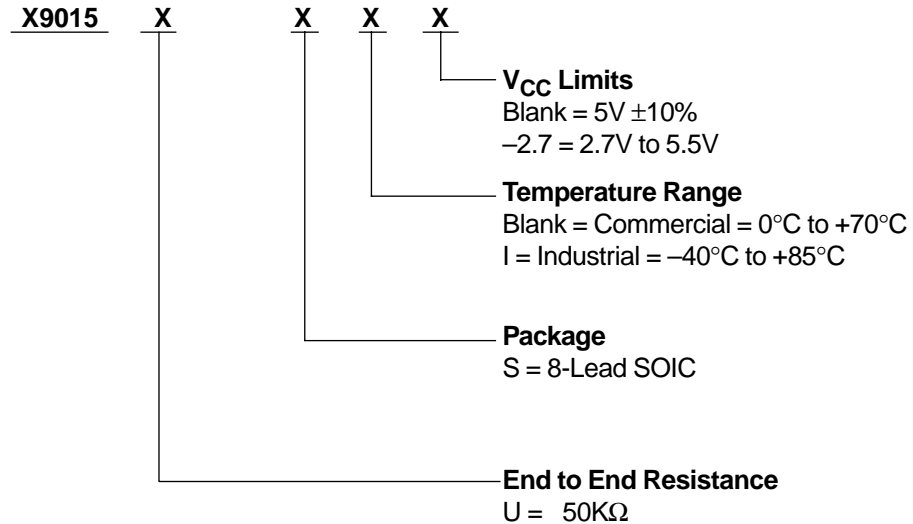 X9015 X X X X
V_CC Limits
Blank = 5V ±10%
–2.7 = 2.7V to 5.5V
Temperature Range
Blank = Commercial = 0°C to +70°C
I = Industrial = –40°C to +85°C
Package
S = 8-Lead SOIC
End to End Resistance
U = 50KΩ